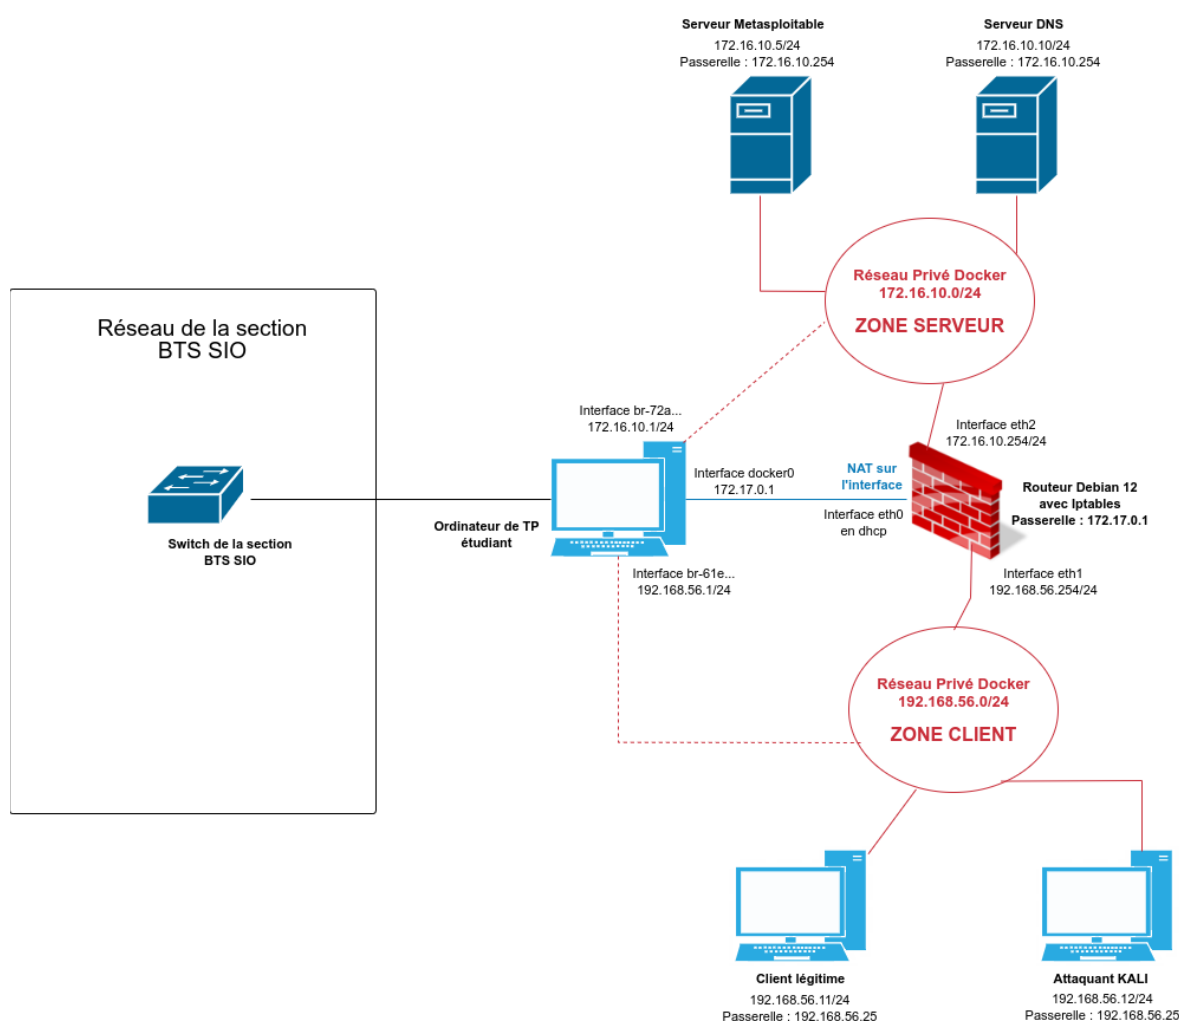 Serveur Metasploitable
172.16.10.5/24
Passerelle : 172.16.10.254
Serveur DNS
172.16.10.10/24
Passerelle : 172.16.10.254
Réseau Privé Docker
172.16.10.0/24
ZONE SERVEUR
Réseau de la section
BTS SIO
Switch de la section
BTS SIO
Interface br-72a...
172.16.10.1/24
Ordinateur de TP
étudiant
Interface docker0
172.17.0.1
NAT sur
l'interface
Interface eth0
en dhcp
Interface eth2
172.16.10.254/24
Routeur Debian 12
avec Iptables
Passerelle : 172.17.0.1
Interface br-61e...
192.168.56.1/24
Interface eth1
192.168.56.254/24
Réseau Privé Docker
192.168.56.0/24
ZONE CLIENT
Client légitime
192.168.56.11/24
Passerelle : 192.168.56.25
Attaquant KALI
192.168.56.12/24
Passerelle : 192.168.56.25